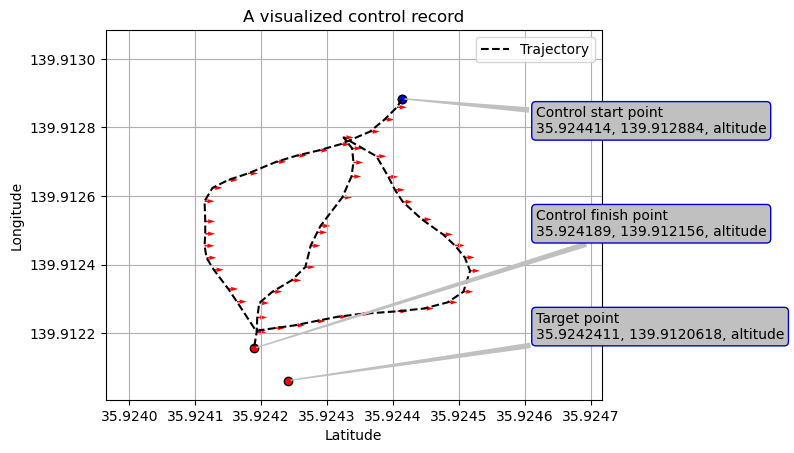 A visualized control record
139.9130
139.9128
139.9126
139.9124
139.9122
Longitude
Trajectory
Control start point
35.924414, 139.912884, altitude
Control finish point
35.924189, 139.912156, altitude
Target point
35.9242411, 139.9120618, altitude
35.9240 35.9241 35.9242 35.9243 35.9244 35.9245 35.9246 35.9247
Latitude